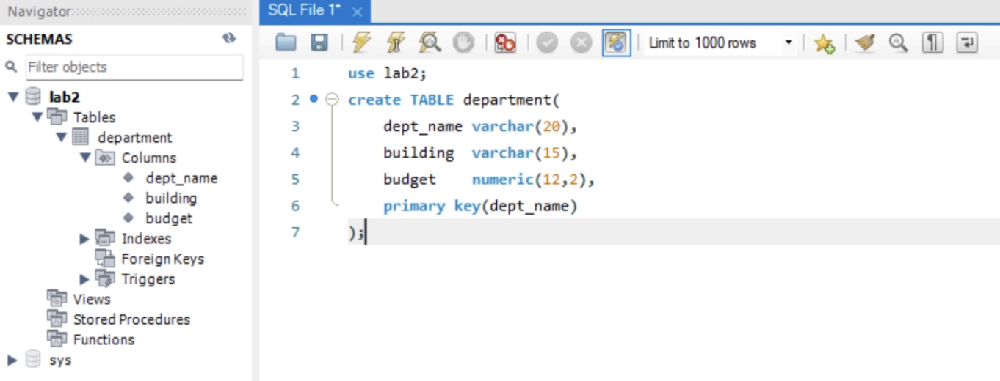 Navigator
SCHEMAS
Filter objects
lab2
Tables
department
Columns
dept_name
building
budget
Indexes
Foreign Keys
Triggers
Views
Stored Procedures
Functions
sys
SQL File 1*
Limit to 1000 rows
1 use lab2;
2 create TABLE department(
3 dept_name varchar(20),
4 building varchar(15),
5 budget numeric(12,2),
6 primary key(dept_name)
7 );